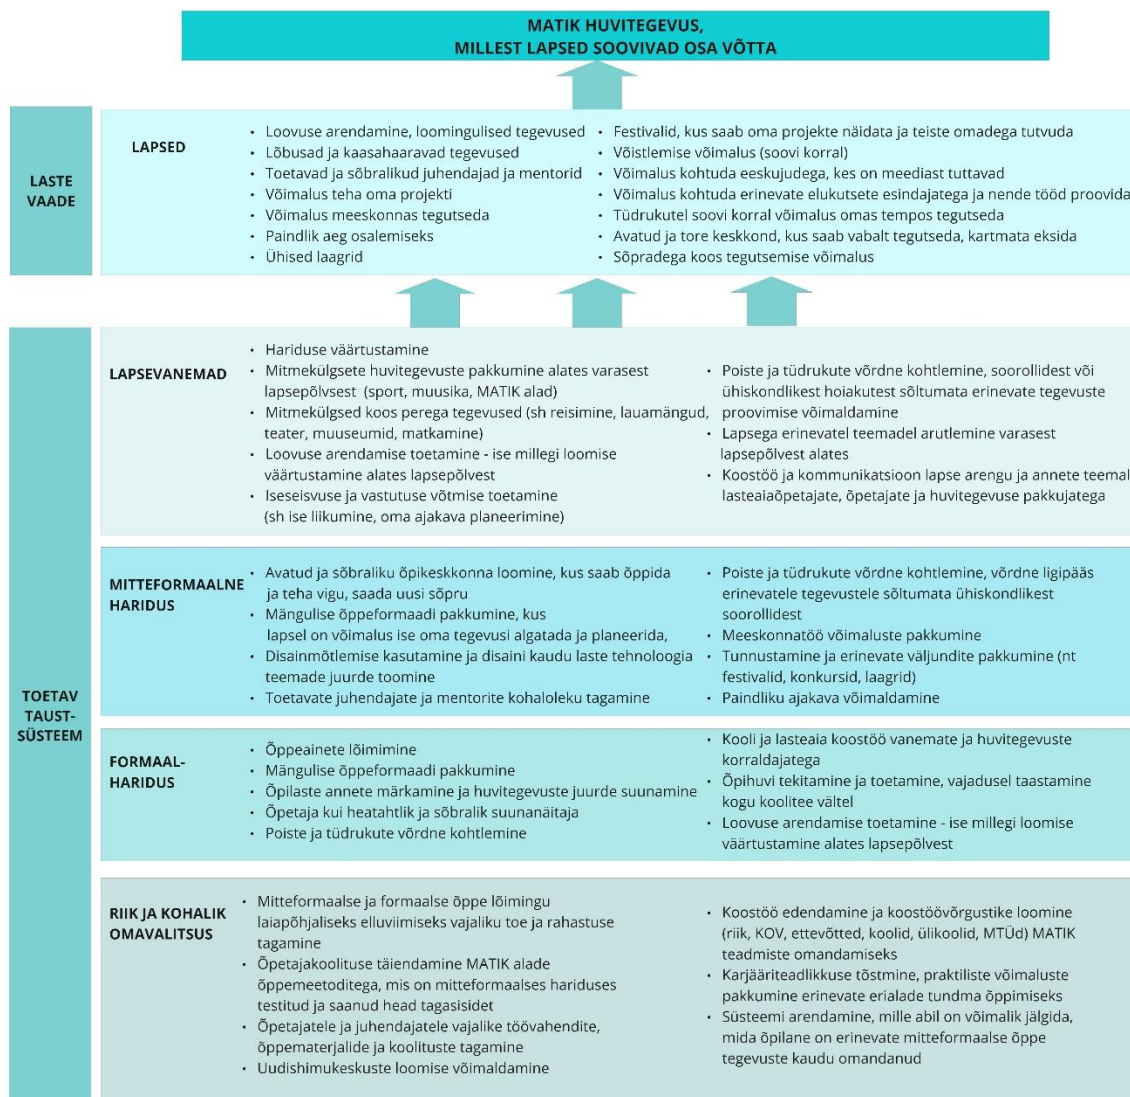 MATIK HUVITEGEVUS,
MILLEST LAPSED SOOVIVAD OSA VÕTTA
LASTE
VAADE
LAPSED
• Loovuse arendamine, loomingulised tegevused
• Lõbusad ja kaasahaaravad tegevused
• Toetavad ja sõbralikud juhendajad ja mentorid
• Võimalus teha oma projekti
• Võimalus meeskonnas tegutseda
• Paindlik aeg osalemiseks
• Ühised laagrid
• Festivalid, kus saab oma projekte näidata ja teiste omadega tutvuda
• Võistlemise võimalus (soovi korral)
• Võimalus kohtuda eeskujudega, kes on meediast tuttavad
• Võimalus kohtuda erinevate elukutsete esindajatega ja nende tööd proovida
• Tüdrukutel soovi korral võimalus omas tempos tegutseda
• Avatud ja tore keskkond, kus saab vabalt tegutseda, kartmata eksida
• Sõpradega koos tegutsemise võimalus
TOETAV
TAUST-
SÜSTEEM
LAPSEVANEMAD
• Hariduse väärtustamine
• Mitmekülgsete huvitegevuste pakkumine alates varasest
lapsepõlvsest (sport, muusika, MATIK alad)
• Mitmekülgsed koos perega tegevused (sh reisimine, lauamängud,
teater, muuseumid, matkamine)
• Loovuse arendamise toetamine - ise millegi loomise
väärtustamine alates lapsepõlvest
• Iseseisvuse ja vastutuse võtmise toetamine
(sh ise liikumine, oma ajakava planeerimine)
• Poiste ja tüdrukute võrdne kohtlemine, soorollidest või
ühiskondlikest hoiakutest sõltumata erinevate tegevuste
proovimise võimaldamine
• Lapsega erinevatel teemadel arutlemine varasest
lapsepõlvest alates
• Koostöö ja kommunikatsioon lapse arengu ja annete teemal
lasteaiaõpetajate, õpetajate ja huvitegevuse pakkujatega
MITTEFORMAALNE
HARIDUS
• Avatud ja sõbraliku õpikeskkonna loomine, kus saab õppida
ja teha vigu, saada uusi sõpru
• Mängulise õppeformaadi pakkumine, kus
lapsel on võimalus ise oma tegevusi algatada ja planeerida,
• Disainmõtlemise kasutamine ja disaini kaudu laste tehnoloogia
teemade juurde toomine
• Toetavate juhendajate ja mentorite kohaloleku tagamine
• Poiste ja tüdrukute võrdne kohtlemine, võrdne ligipääs
erinevatele tegevustele sõltumata ühiskondlikest
soorollidest
• Meeskonnatöö võimaluste pakkumine
• Tunnustamine ja erinevate väljundite pakkumine (nt
festivalid, konkursid, laagrid)
• Paindliku ajakava võimaldamine
FORMAAL-
HARIDUS
• Õppeainete lõimimine
• Mängulise õppeformaadi pakkumine
• Õpilaste annete märkamine ja huvitegevuste juurde suunamine
• Õpetaja kui heatahtlik ja sõbralik suunanäitaja
• Poiste ja tüdrukute võrdne kohtlemine
• Kooli ja lasteaia koostöö vanemate ja huvitegevuste
korraldajatega
• Õpihuvi tekitamine ja toetamine, vajadusel taastamine
kogu koolitee vältel
• Loovuse arendamise toetamine - ise millegi loomise
väärtustamine alates lapsepõlvest
RIIK JA KOHALIK
OMAVALITSUS
• Mitteformaalse ja formaalse õppe lõimingu
laiapõhjaliseks elluviimiseks vajaliku toe ja rahastuse
tagamine
• Õpetajakoolituse täiendamine MATIK alade
õppemeetoditega, mis on mitteformaalses hariduses
testitud ja saanud head tagasisidet
• Õpetajatele ja juhendajatele vajalike töövahendite,
õppematerjalide ja koolituste tagamine
• Uudishimukeskuste loomise võimaldamine
• Koostöö edendamine ja koostöövõrgustike loomine
(riik, KOV, ettevõtted, koolid, ülikoolid, MTÜd) MATIK
teadmiste omandamiseks
• Karjääriteadlikkuse tõstmine, praktiliste võimaluste
pakkumine erinevate erialade tundma õppimiseks
• Süsteemi arendamine, mille abil on võimalik jälgida,
mida õpilane on erinevate mitteformaalse õppe
tegevuste kaudu omandanud